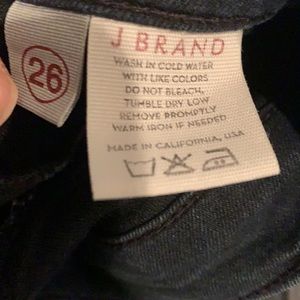 26
J BRAND
WASH IN COLD WATER
WITH LIKE COLORS
DO NOT BLEACH,
TUMBLE DRY LOW
REMOVE PROMPTLY
WARM IRON IF NEEDED
MADE IN CALIFORNIA, USA